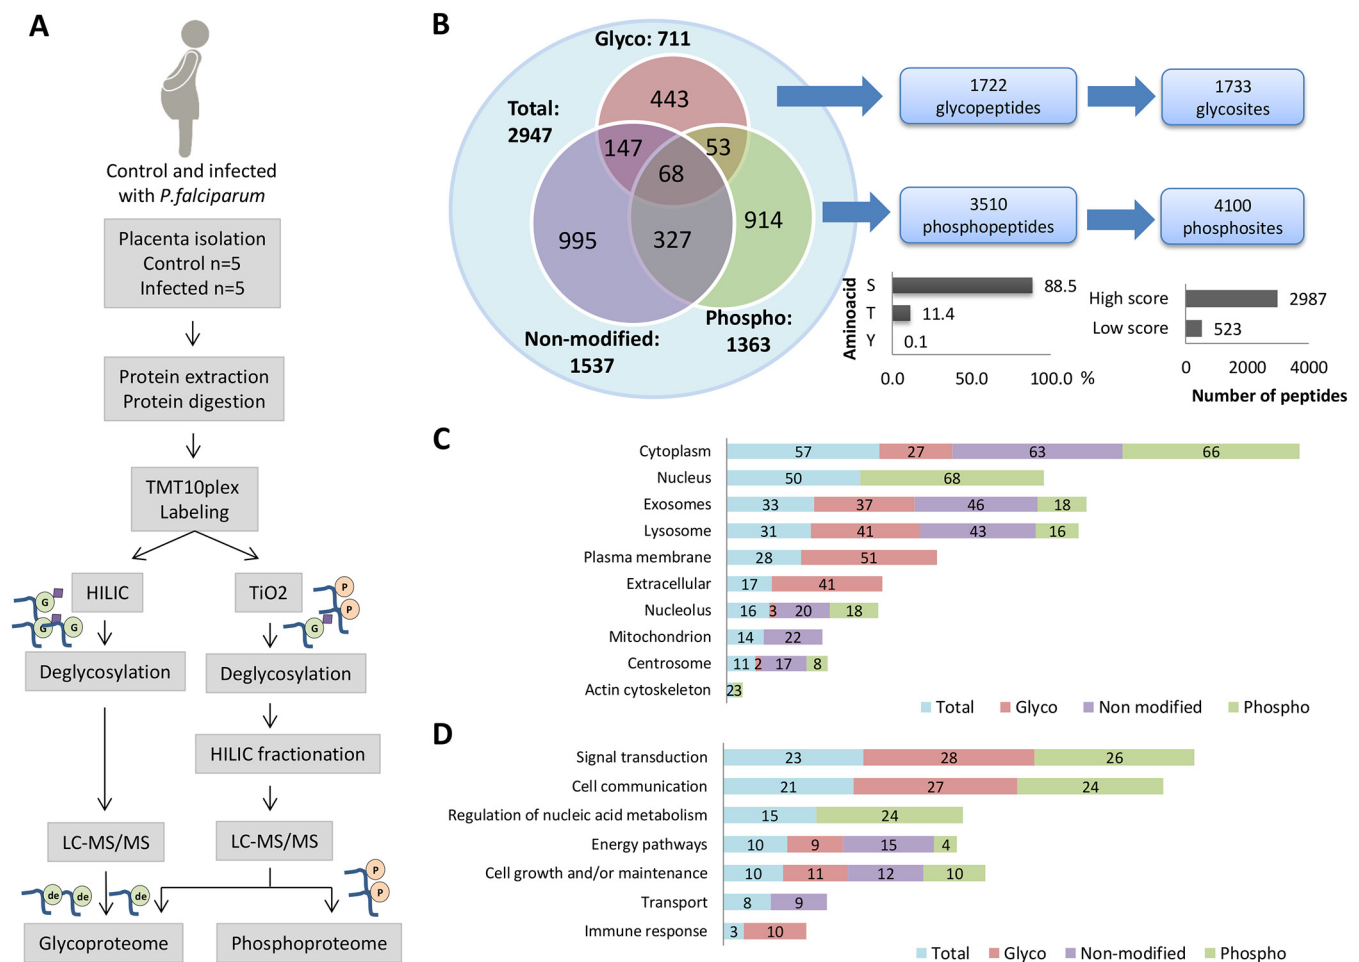 A
Control and infected
with P.falciparum
Placenta isolation
Control n=5
Infected n=5
Protein extraction
Protein digestion
TMT10plex
Labeling
HILIC
TiO2
G
G
G
G
P
P
Deglycosylation
Deglycosylation
HILIC fractionation
LC-MS/MS
LC-MS/MS
de
de
de
P
P
Glycoproteome
Phosphoproteome
B
Glyco: 711
Total:
2947
443
147
53
68
995
327
914
Non-modified:
1537
Phospho:
1363
1722
glycopeptides
1733
glycosites
3510
phosphopeptides
4100
phosphosites
Aminoacid
S
88.5
T
11.4
Y
0.1
0.0
50.0
100.0 %
High score
2987
Low score
523
0
2000
4000
Number of peptides
C
Cytoplasm 57 27 63 66
Nucleus 50 68
Exosomes 33 37 46 18
Lysosome 31 41 43 16
Plasma membrane 28 51
Extracellular 17 41
Nucleolus 16 3 20 18
Mitochondrion 14 22
Centrosome 11 2 17 8
Actin cytoskeleton 2 3
Total Glyco Non modified Phospho
D
Signal transduction 23 28 26
Cell communication 21 27 24
Regulation of nucleic acid metabolism 15 24
Energy pathways 10 9 15 4
Cell growth and/or maintenance 10 11 12 10
Transport 8 9
Immune response 3 10
Total Glyco Non-modified Phospho